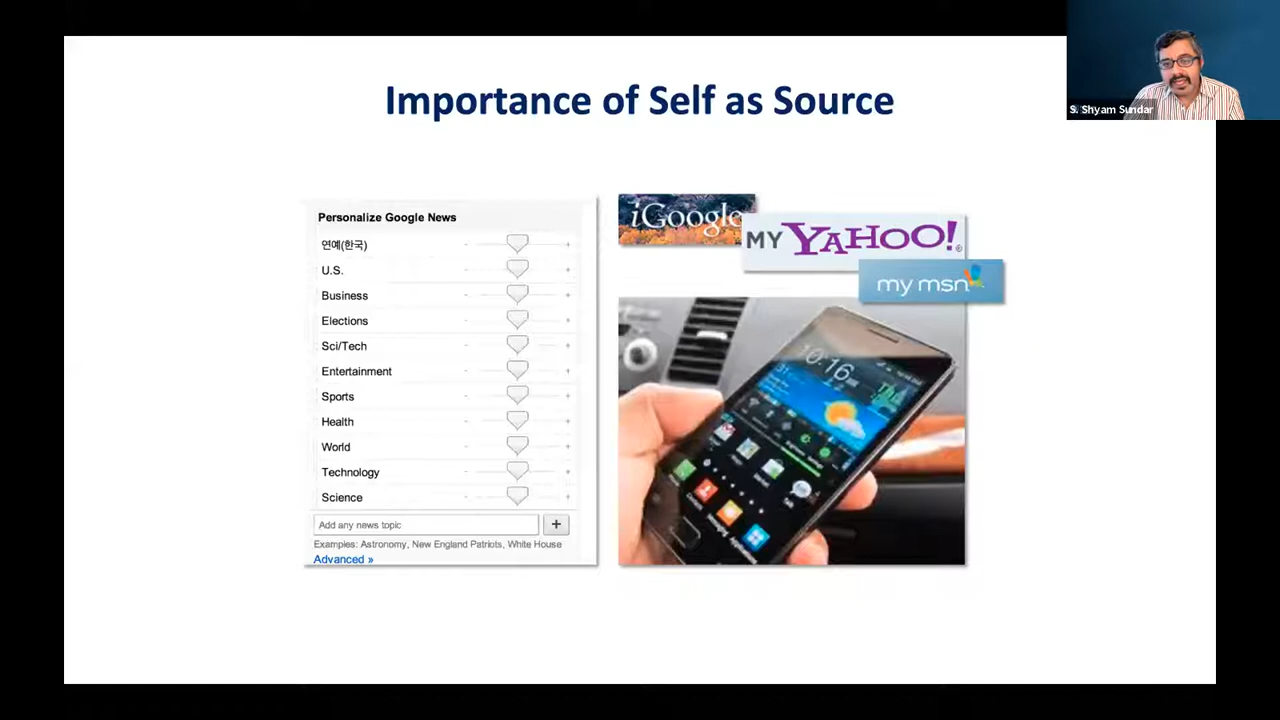 Importance of Self as Source
S. Shyam Sundar
Personalize Google News
연예(한국)
U.S.
Business
Elections
Sci/Tech
Entertainment
Sports
Health
World
Technology
Science
Add any news topic
Examples: Astronomy, New England Patriots, White House
Advanced »
iGoogle
MY YAHOO!
my msn
10:16